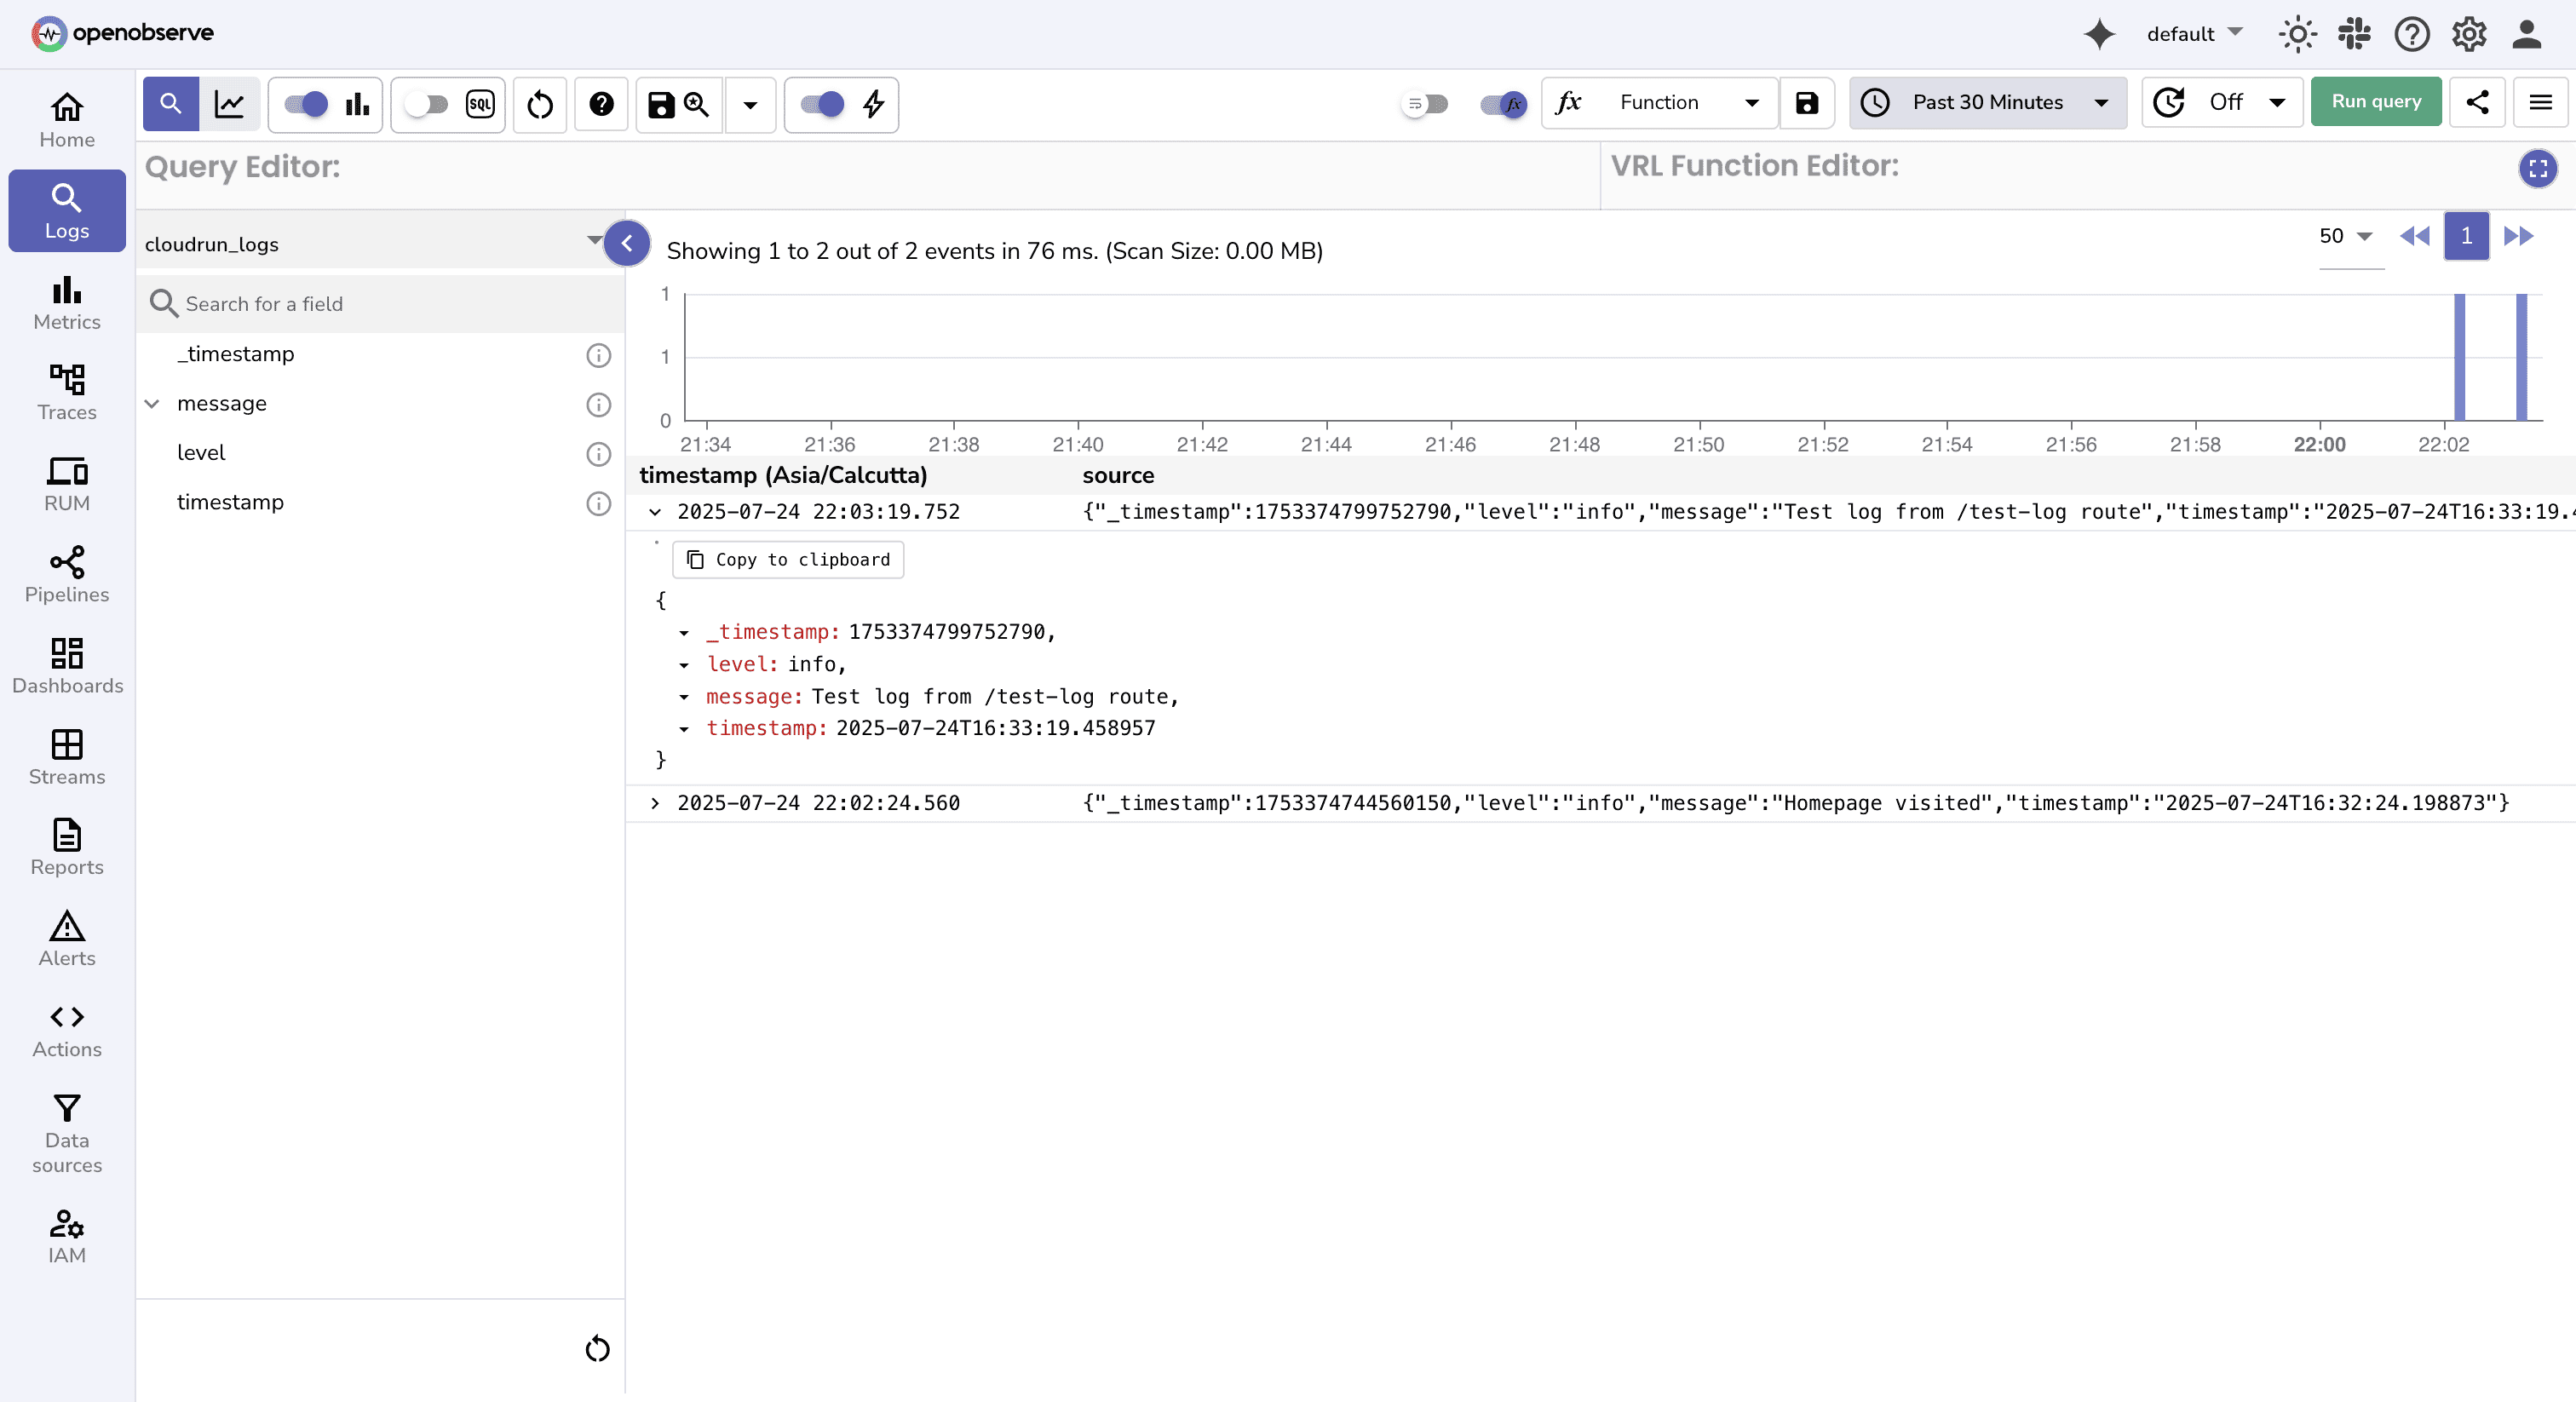 openobserve
default
Home
Logs
Metrics
Traces
RUM
Pipelines
Dashboards
Streams
Reports
Alerts
Actions
Data
sources
IAM
SQL
fx
fx Function
Past 30 Minutes
Off
Run query
Query Editor:
VRL Function Editor:
cloudrun_logs
Search for a field
_timestamp
message
level
timestamp
Showing 1 to 2 out of 2 events in 76 ms. (Scan Size: 0.00 MB)
50
1
1
1
0
21:34 21:36 21:38 21:40 21:42 21:44 21:46 21:48 21:50 21:52 21:54 21:56 21:58 22:00 22:02
timestamp (Asia/Calcutta) source
2025-07-24 22:03:19.752 {"_timestamp":1753374799752790,"level":"info","message":"Test log from /test-log route","timestamp":"2025-07-24T16:33:19.
Copy to clipboard
{
_timestamp: 1753374799752790,
level: info,
message: Test log from /test-log route,
timestamp: 2025-07-24T16:33:19.458957
}
2025-07-24 22:02:24.560 {"_timestamp":1753374744560150,"level":"info","message":"Homepage visited","timestamp":"2025-07-24T16:32:24.198873"}